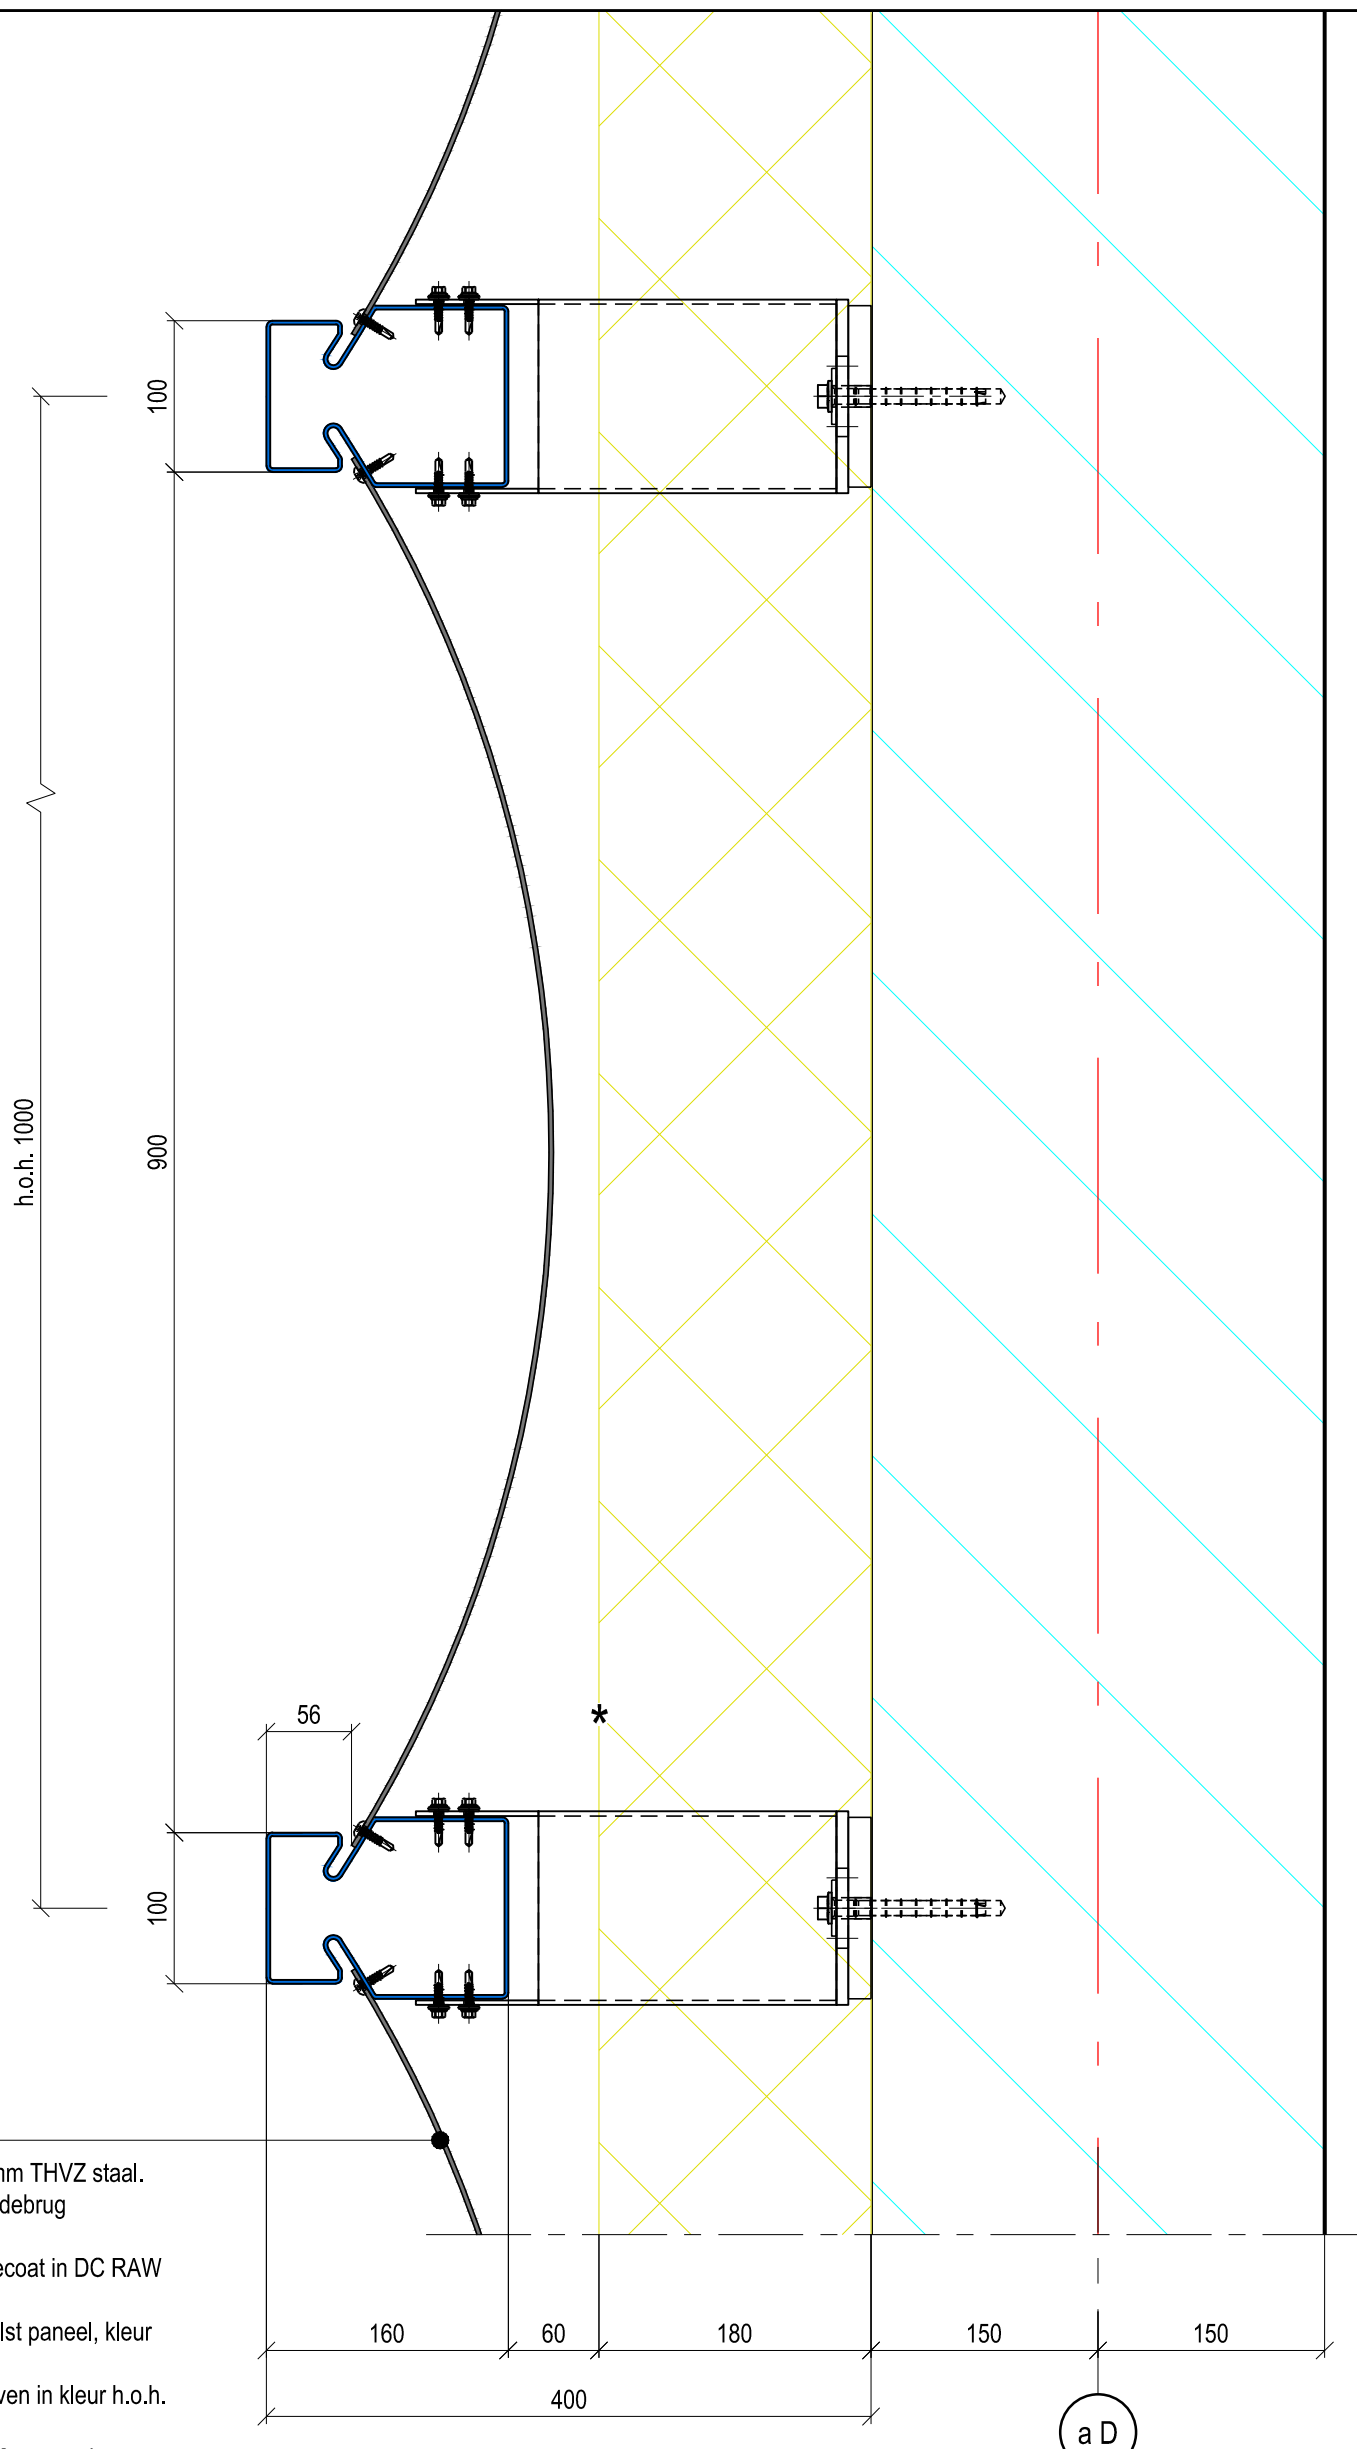 100
h.o.h. 1000
900
56
*
100
mm THVZ staal.
debrug
ecoat in DC RAW
lst paneel, kleur
ven in kleur h.o.h.
160 60 180 150 150
400
a D